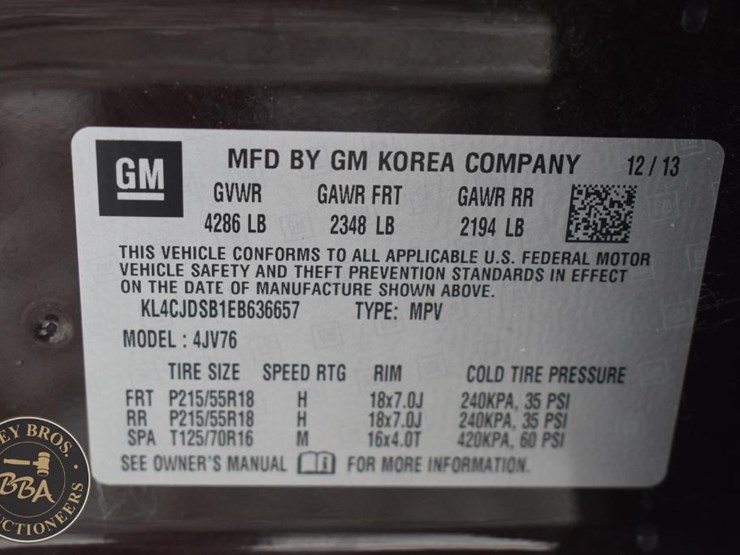 GM
MFD BY GM KOREA COMPANY 12/13
GVWR GAWR FRT GAWR RR
4286 LB 2348 LB 2194 LB
THIS VEHICLE CONFORMS TO ALL APPLICABLE U.S. FEDERAL MOTOR
VEHICLE SAFETY AND THEFT PREVENTION STANDARDS IN EFFECT
ON THE DATE OF MANUFACTURE SHOWN ABOVE.
KL4CJDSB1EB636657 TYPE: MPV
MODEL : 4JV76
TIRE SIZE SPEED RTG RIM COLD TIRE PRESSURE
FRT P215/55R18 H 18x7.0J 240KPA, 35 PSI
RR P215/55R18 H 18x7.0J 240KPA, 35 PSI
SPA T125/70R16 M 16x4.0T 420KPA, 60 PSI
SEE OWNER'S MANUAL i FOR MORE INFORMATION.
EY BROS.
BBA
CTIONEERS